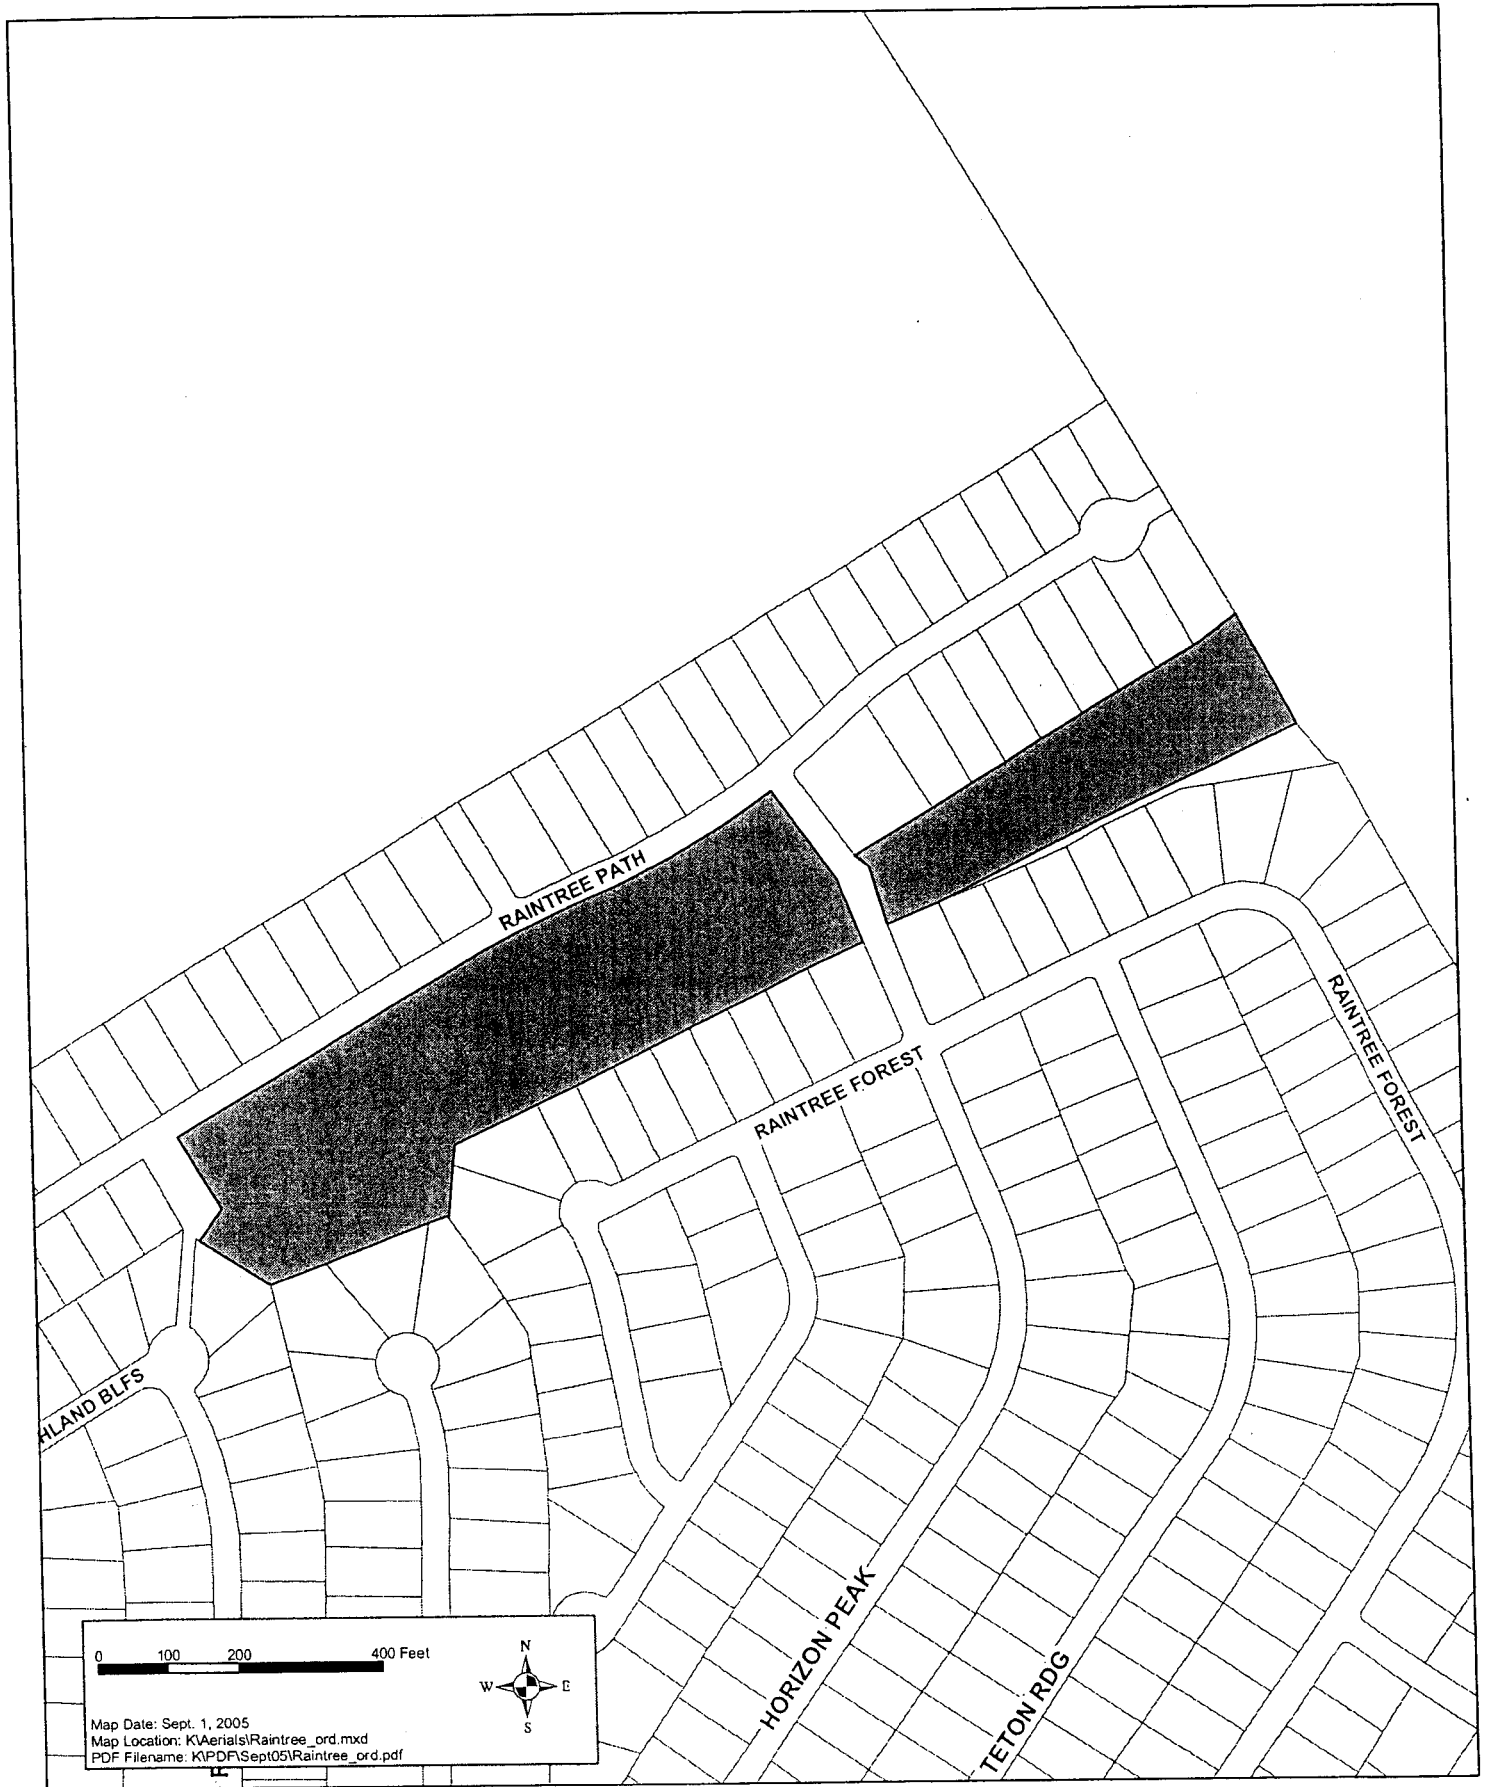 RAINTREE PATH
RAINTREE FOREST
RAINTREE FOREST
HLAND BLFS
HORIZON PEAK
TETON RDG
0 100 200 400 Feet
N
W E
S
Map Date: Sept. 1, 2005
Map Location: K\Aerials\Raintree_ord.mxd
PDF Filename: K\PDF\Sept05\Raintree_ord.pdf